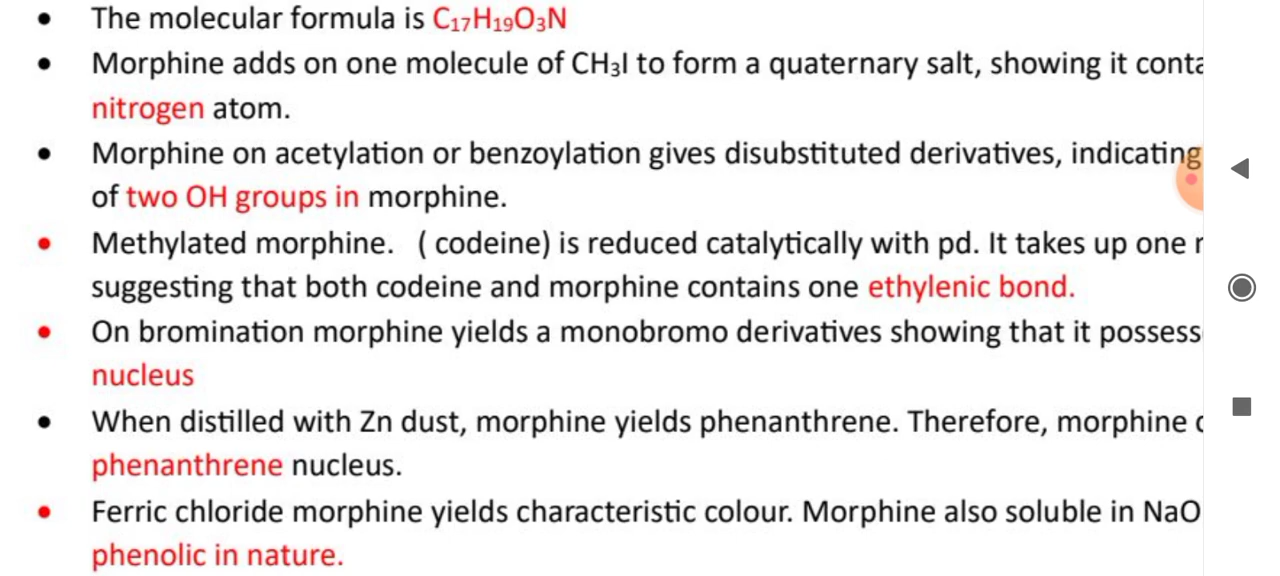 • The molecular formula is C₁₇H₁₉O₃N
• Morphine adds on one molecule of CH₃I to form a quaternary salt, showing it
nitrogen atom.
• Morphine on acetylation or benzoylation gives disubstituted derivatives, indicating
of two OH groups in morphine.
• Methylated morphine. ( codeine) is reduced catalytically with pd. It takes up one
suggesting that both codeine and morphine contains one ethylenic bond.
• On bromination morphine yields a monobromo derivatives showing that it possess
nucleus
• When distilled with Zn dust, morphine yields phenanthrene. Therefore, morphine
phenanthrene nucleus.
• Ferric chloride morphine yields characteristic colour. Morphine also soluble in NaO
phenolic in nature.